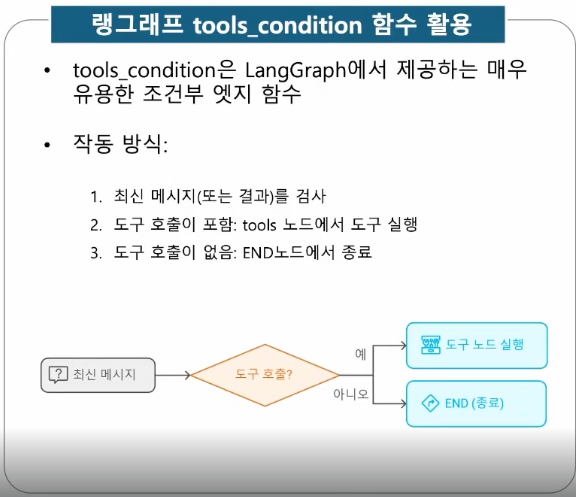 랭그래프 tools_condition 함수 활용
• tools_condition은 LangGraph에서 제공하는 매우
유용한 조건부 엣지 함수
• 작동 방식:
1. 최신 메시지(또는 결과)를 검사
2. 도구 호출이 포함: tools 노드에서 도구 실행
3. 도구 호출이 없음: END노드에서 종료
최신 메시지
도구 호출?
예
도구 노드 실행
아니오
END (종료)